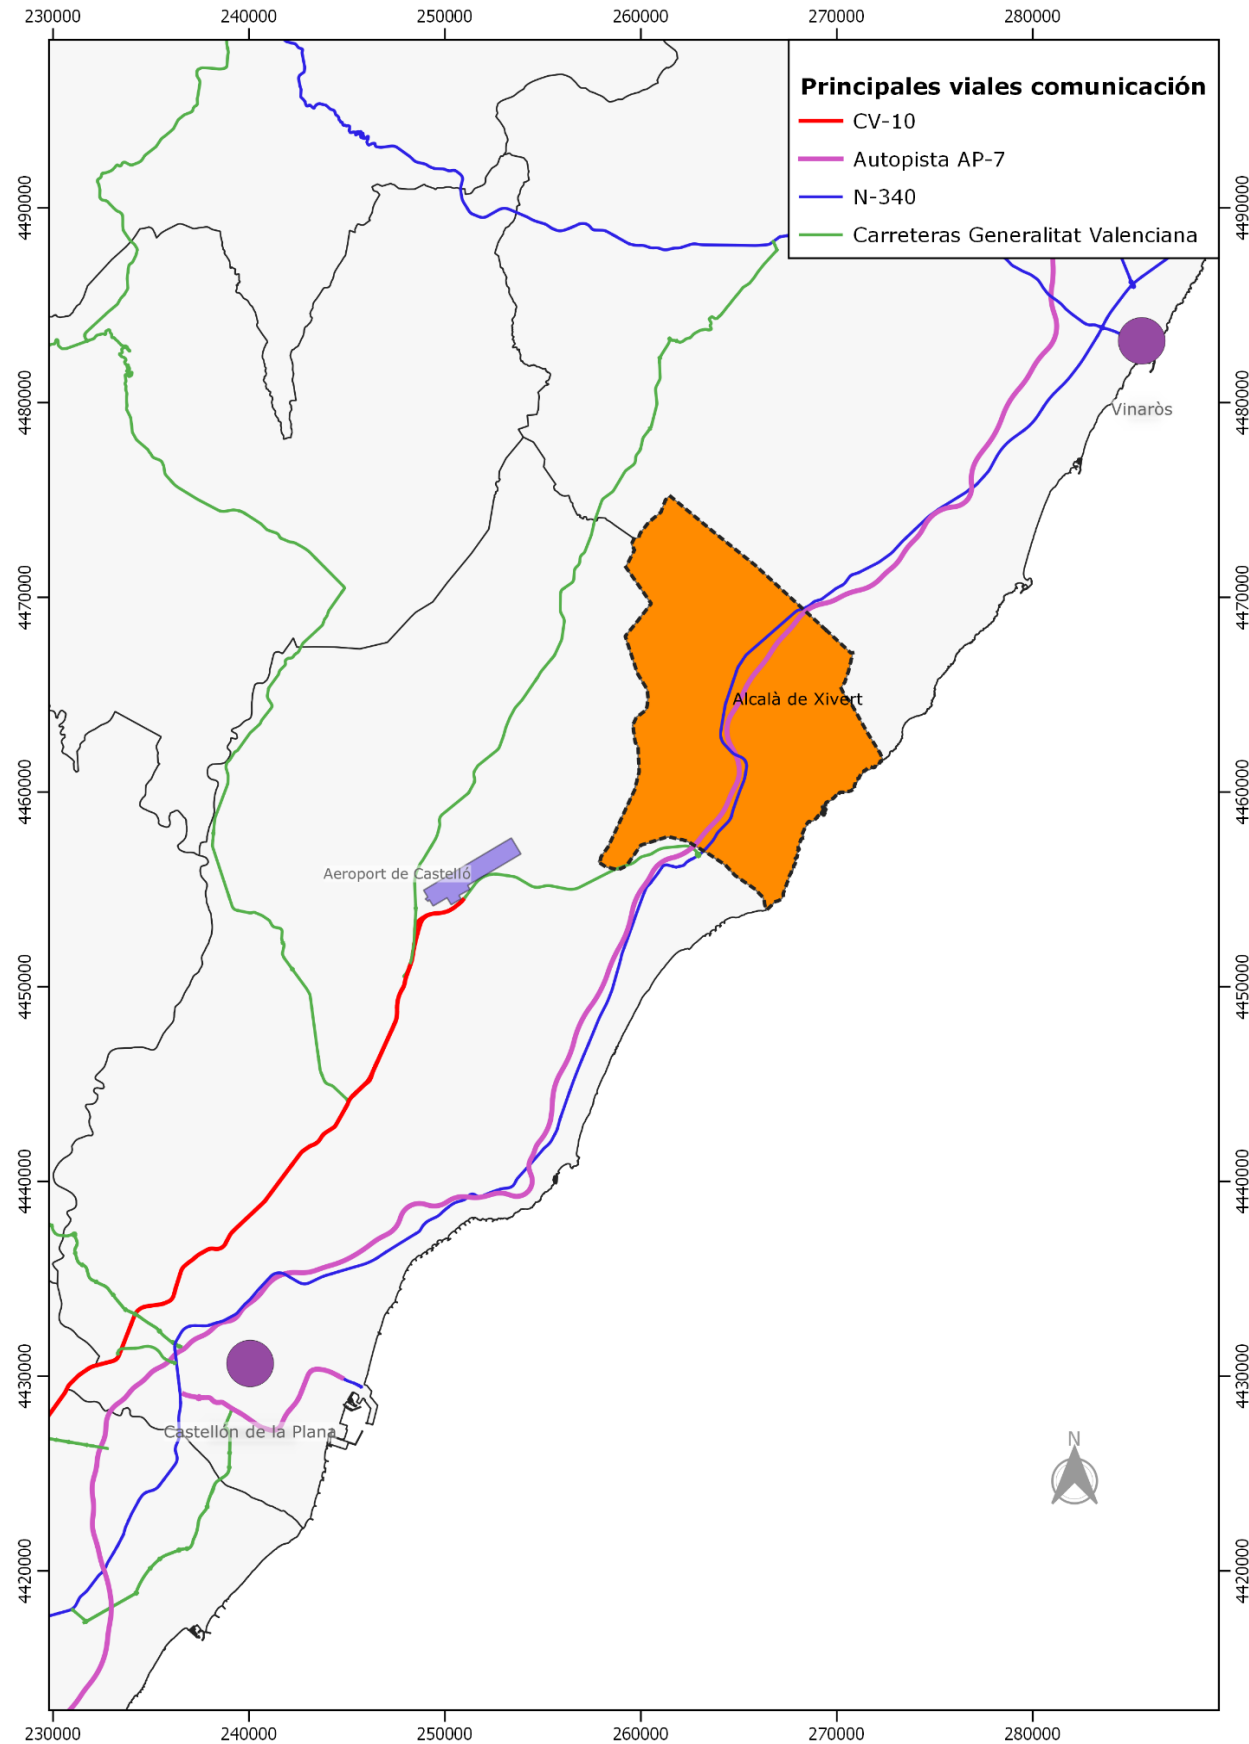 230000 240000 250000 260000 270000 280000
Principales viales comunicación
CV-10
Autopista AP-7
N-340
Carreteras Generalitat Valenciana
4490000 4490000
4480000 4480000
Vinaròs
4470000 4470000
Alcalà de Xivert
4460000 4460000
Aeroport de Castelló
4450000 4450000
4440000 4440000
4430000 4430000
Castellón de la Plana
N
4420000 4420000
230000 240000 250000 260000 270000 280000